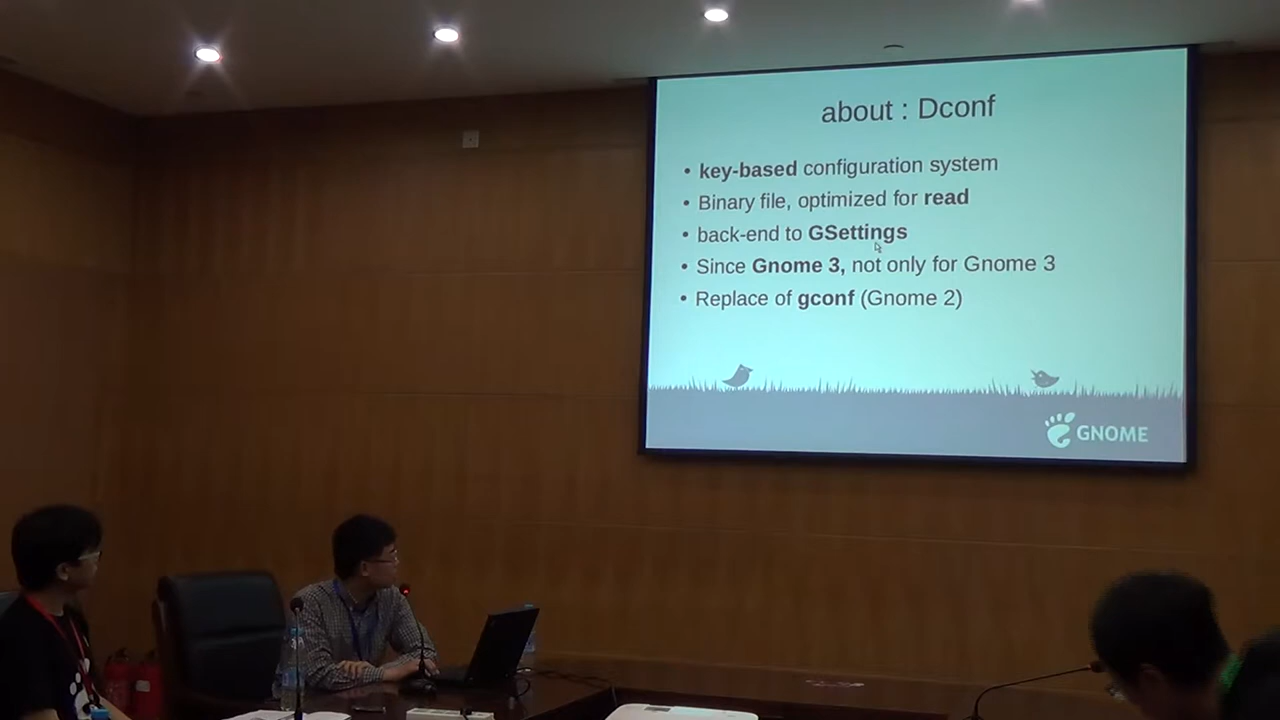 about : Dconf
• key-based configuration system
• Binary file, optimized for read
• back-end to GSettings
• Since Gnome 3, not only for Gnome 3
• Replace of gconf (Gnome 2)
GNOME